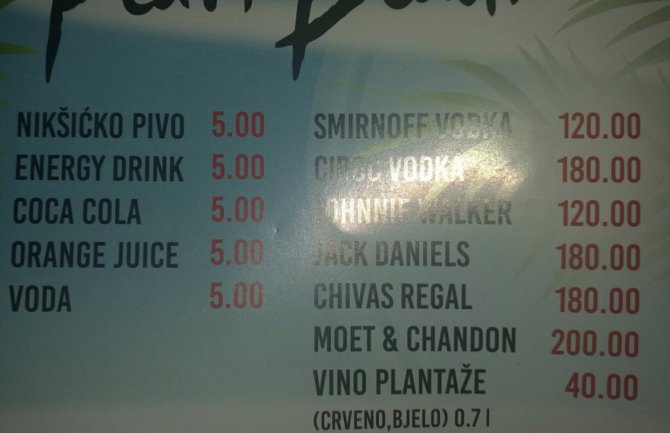 NIKŠIĆKO PIVO 5.00
ENERGY DRINK 5.00
COCA COLA 5.00
ORANGE JUICE 5.00
VODA 5.00
SMIRNOFF VODKA 120.00
CIROC VODKA 180.00
JOHNNIE WALKER 120.00
JACK DANIELS 180.00
CHIVAS REGAL 180.00
MOET & CHANDON 200.00
VINO PLANTAŽE 40.00
(CRVENO,BJELO) 0.7 l